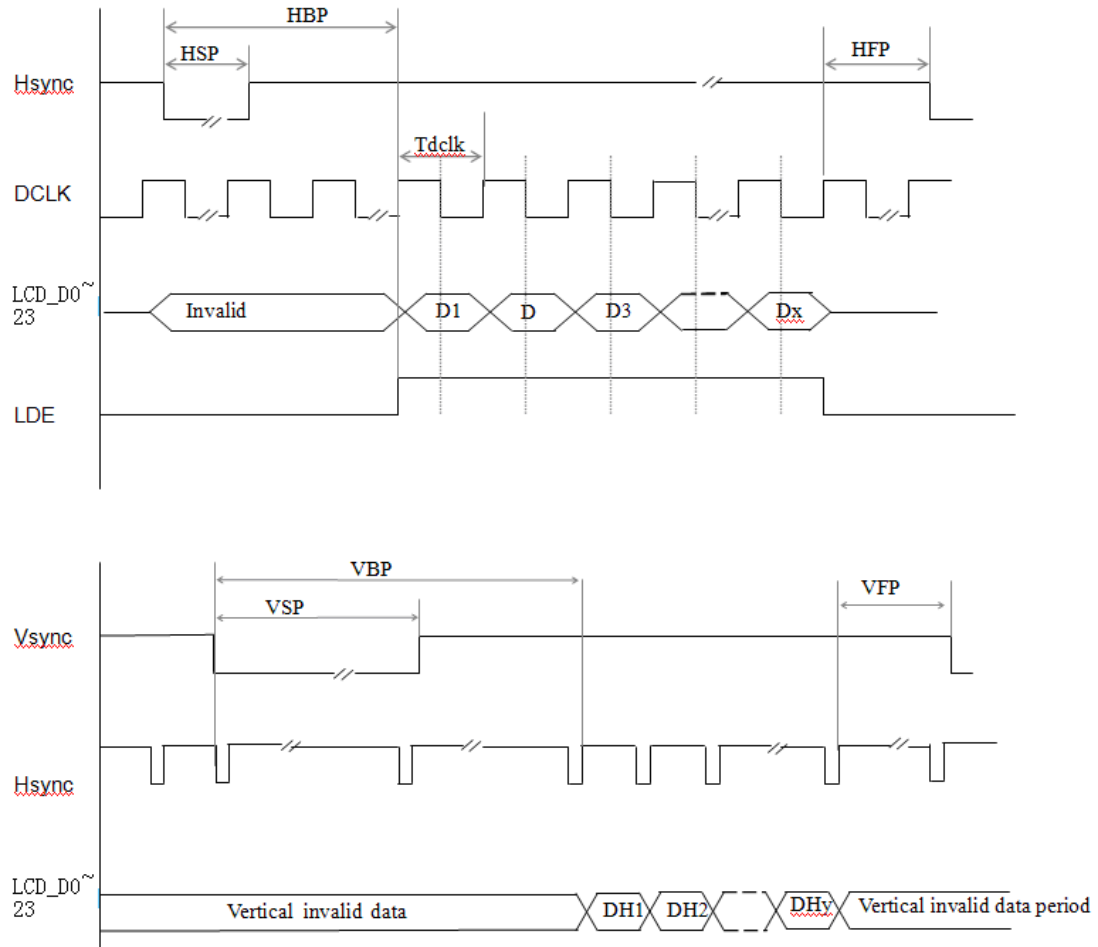 HBP
HSP
HFP
Hsync
Tdclk
DCLK
LCD_D0~
23
Invalid
D1
D
D3
Dx
LDE
VBP
VSP
VFP
Vsync
Hsync
LCD_D0~
23
Vertical invalid data
DH1
DH2
DHy
Vertical invalid data period